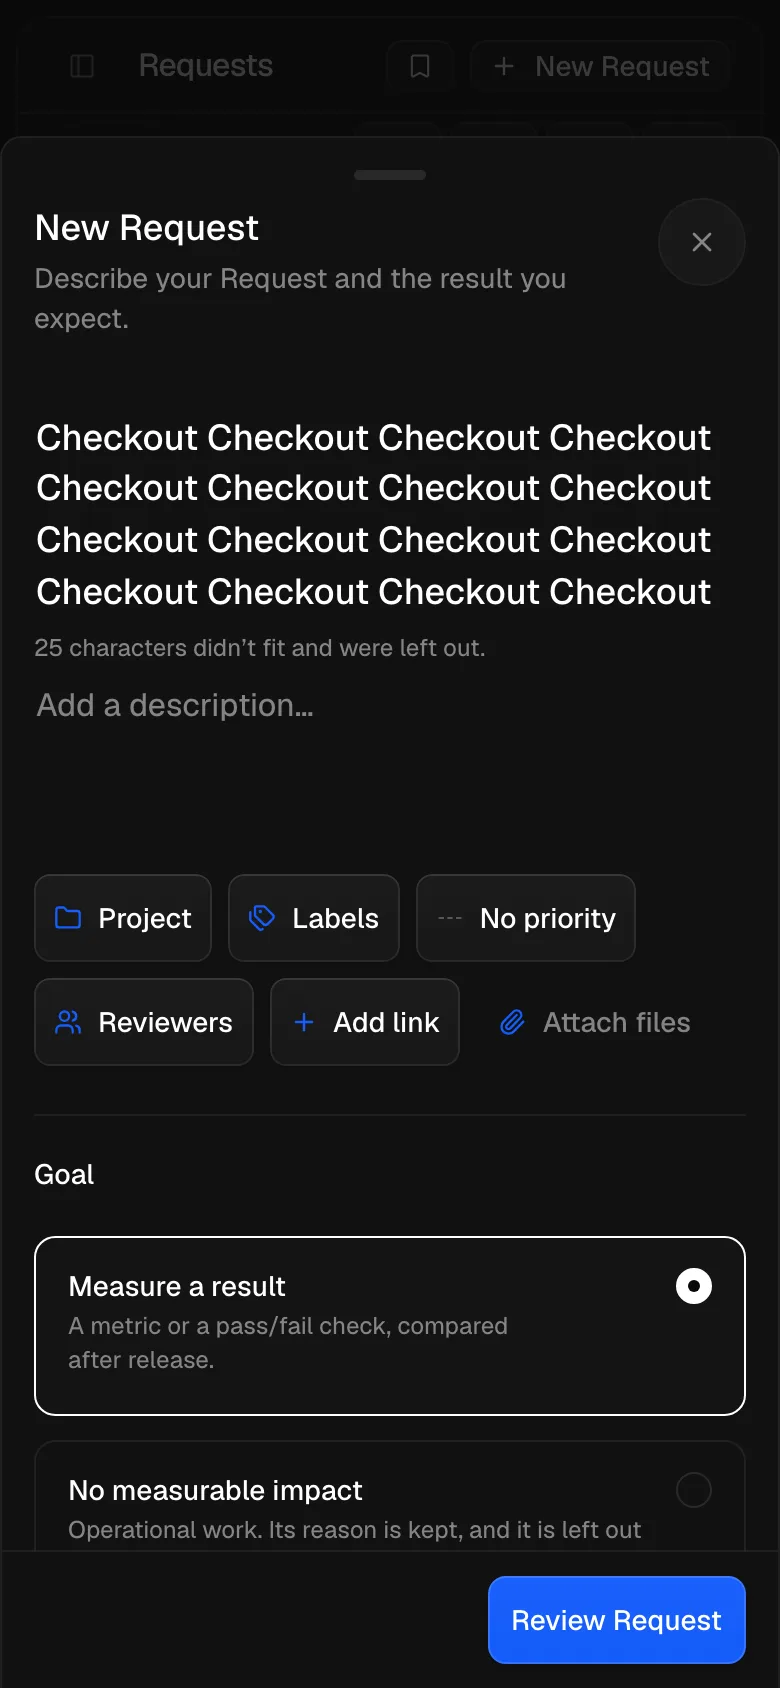 Requests
New Request
New Request
Describe your Request and the result you
expect.
Checkout Checkout Checkout Checkout
Checkout Checkout Checkout Checkout
Checkout Checkout Checkout Checkout
Checkout Checkout Checkout Checkout
25 characters didn’t fit and were left out.
Add a description…
Project
Labels
No priority
Reviewers
Add link
Attach files
Goal
Measure a result
A metric or a pass/fail check, compared
after release.
No measurable impact
Operational work. Its reason is kept, and it is left out
Review Request